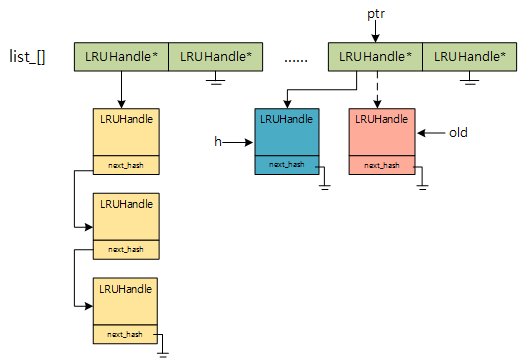 ptr
list_[]
LRUHandle*
LRUHandle*
......
LRUHandle*
LRUHandle*
LRUHandle
next_hash
h
LRUHandle
next_hash
LRUHandle
next_hash
old
LRUHandle
next_hash
LRUHandle
next_hash